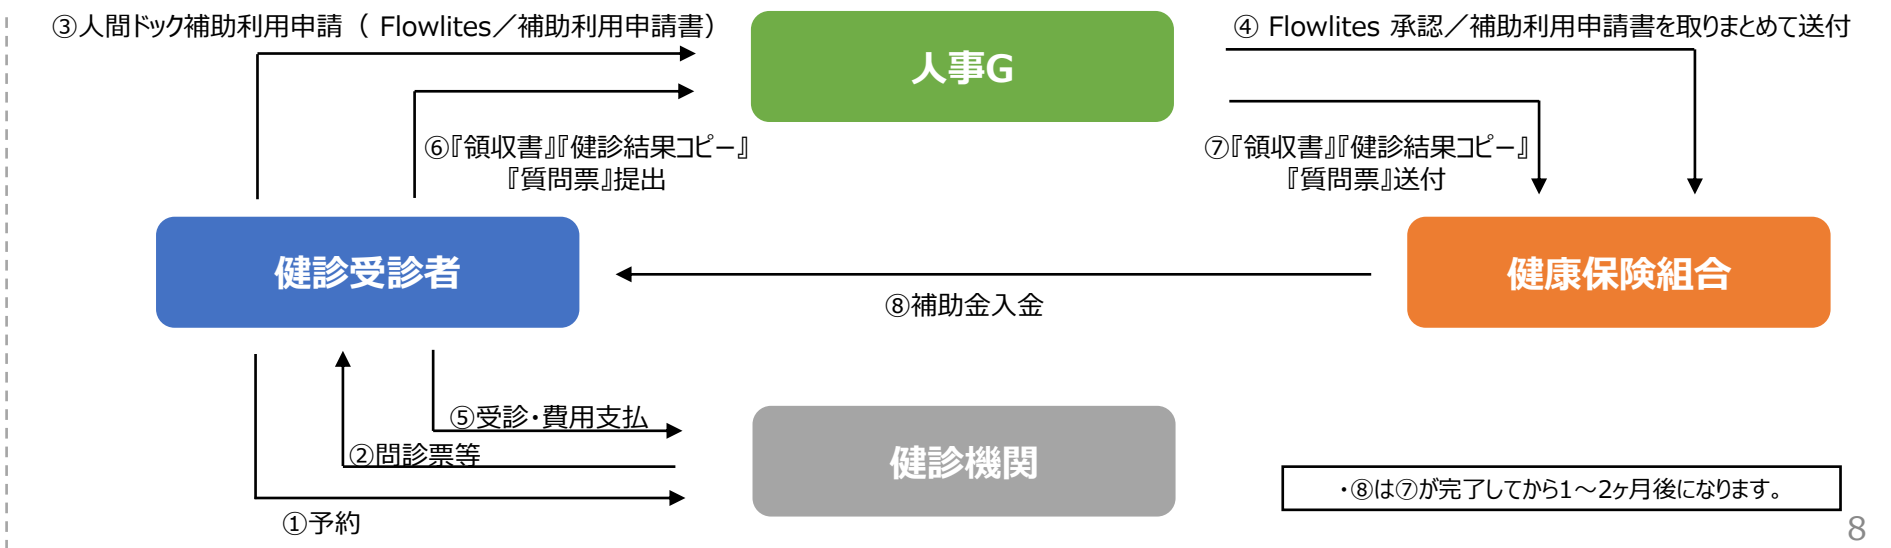 ③人間ドック補助利用申請（ Flowlites／補助利用申請書）
④ Flowlites 承認／補助利用申請書を取りまとめて送付
人事G
⑥『領収書』『健診結果コピー』
『質問票』提出
⑦『領収書』『健診結果コピー』
『質問票』送付
健診受診者
健康保険組合
⑧補助金入金
⑤受診・費用支払
②問診票等
健診機関
・⑧は⑦が完了してから1～2ヶ月後になります。
①予約
8